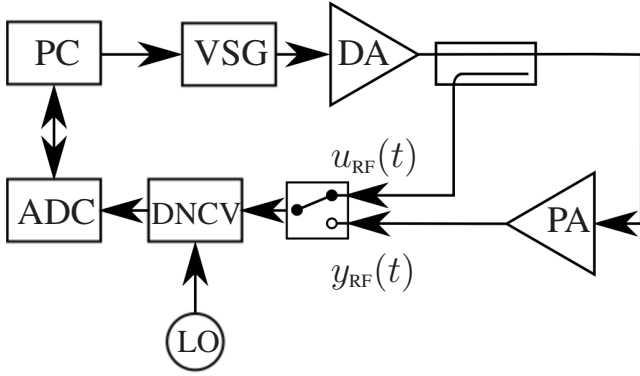 PC
VSG
DA
u_RF(t)
ADC
DNCV
PA
y_RF(t)
LO